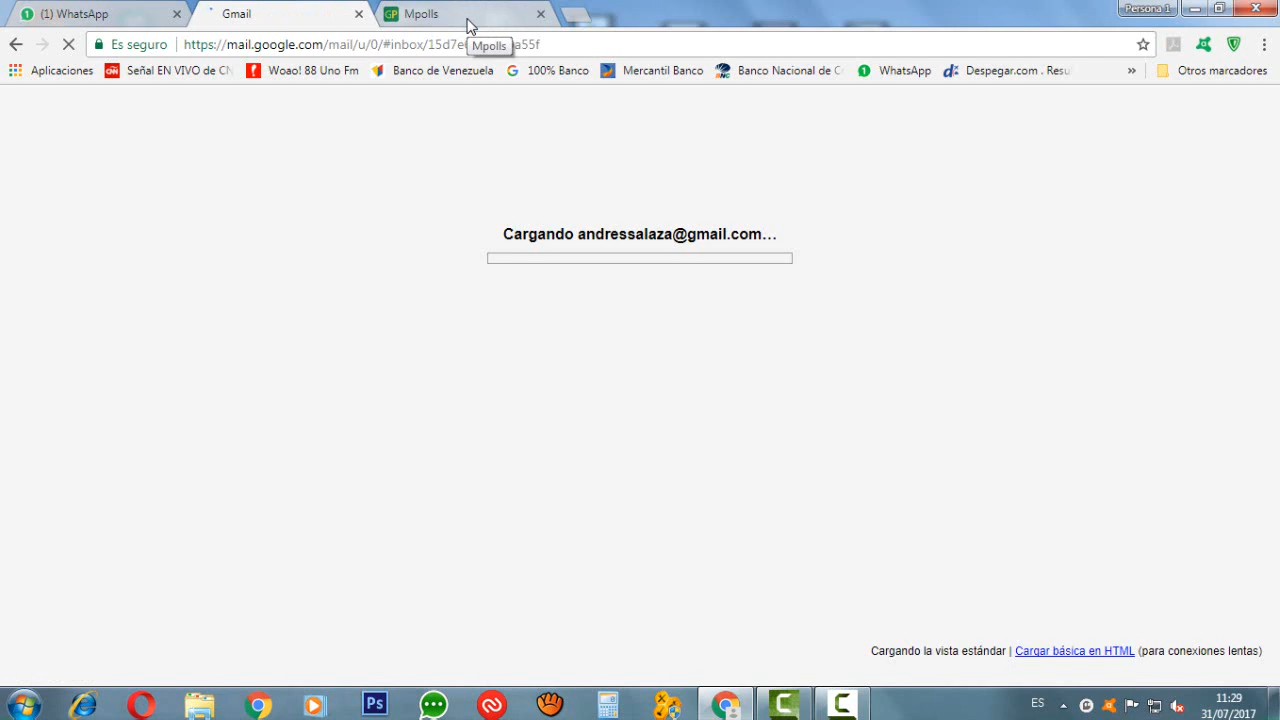 (1) WhatsApp
Gmail
Mpolls
Persona 1
Es seguro
https://mail.google.com/mail/u/0/#inbox/15d7e
a55f
Mpolls
Aplicaciones
Señal EN VIVO de CN
Woao! 88 Uno Fm
Banco de Venezuela
100% Banco
Mercantil Banco
Banco Nacional de C
WhatsApp
Despegar.com . Resu
»
Otros marcadores
Cargando andressalaza@gmail.com...
Cargando la vista estándar | Cargar básica en HTML (para conexiones lentas)
Ps
ES
11:29
31/07/2017